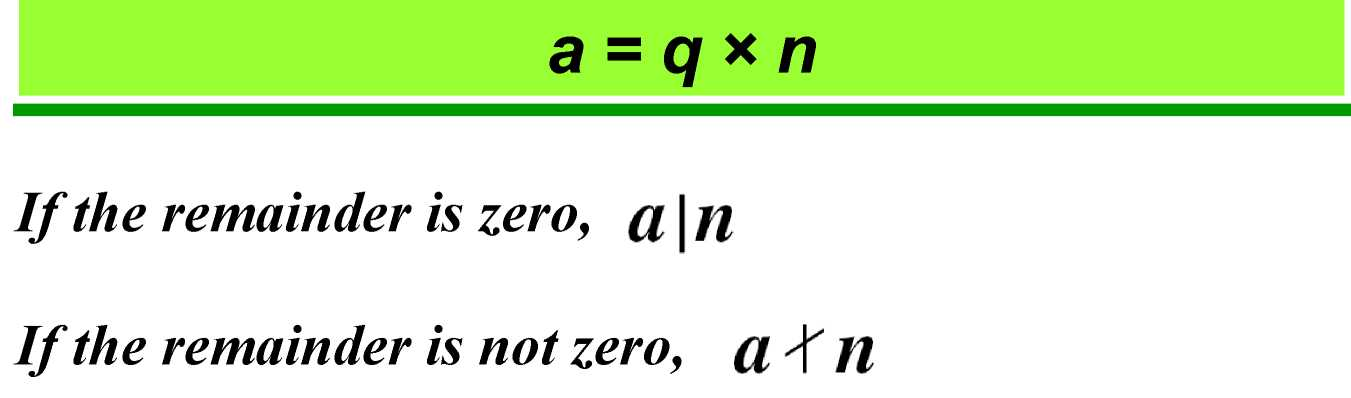 a = q × n
If the remainder is zero, a|n
If the remainder is not zero, a ∤ n